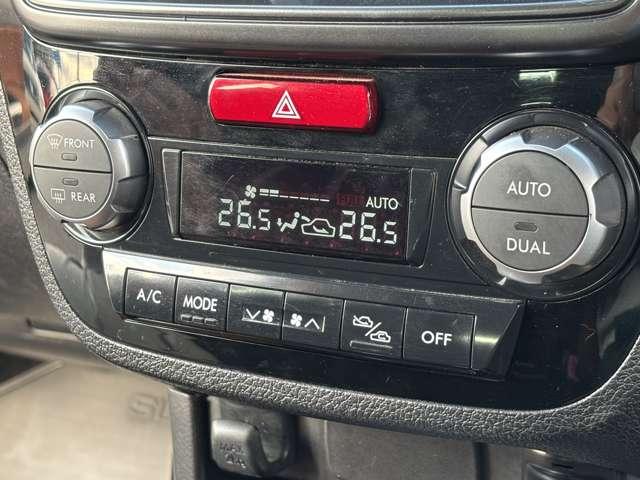 FRONT
REAR
AUTO
26.5 26.5
AUTO
DUAL
A/C
MODE
OFF